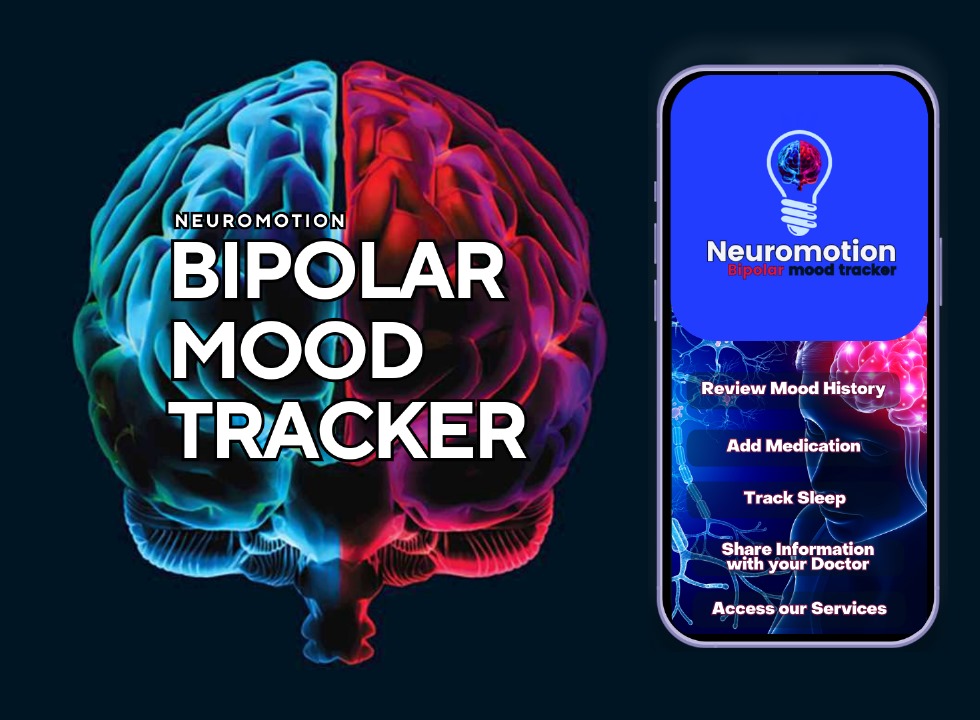 NEUROMOTION
BIPOLAR
MOOD
TRACKER
Neuromotion
Bipolar mood tracker
Review Mood History
Add Medication
Track Sleep
Share Information
with your Doctor
Access our Services